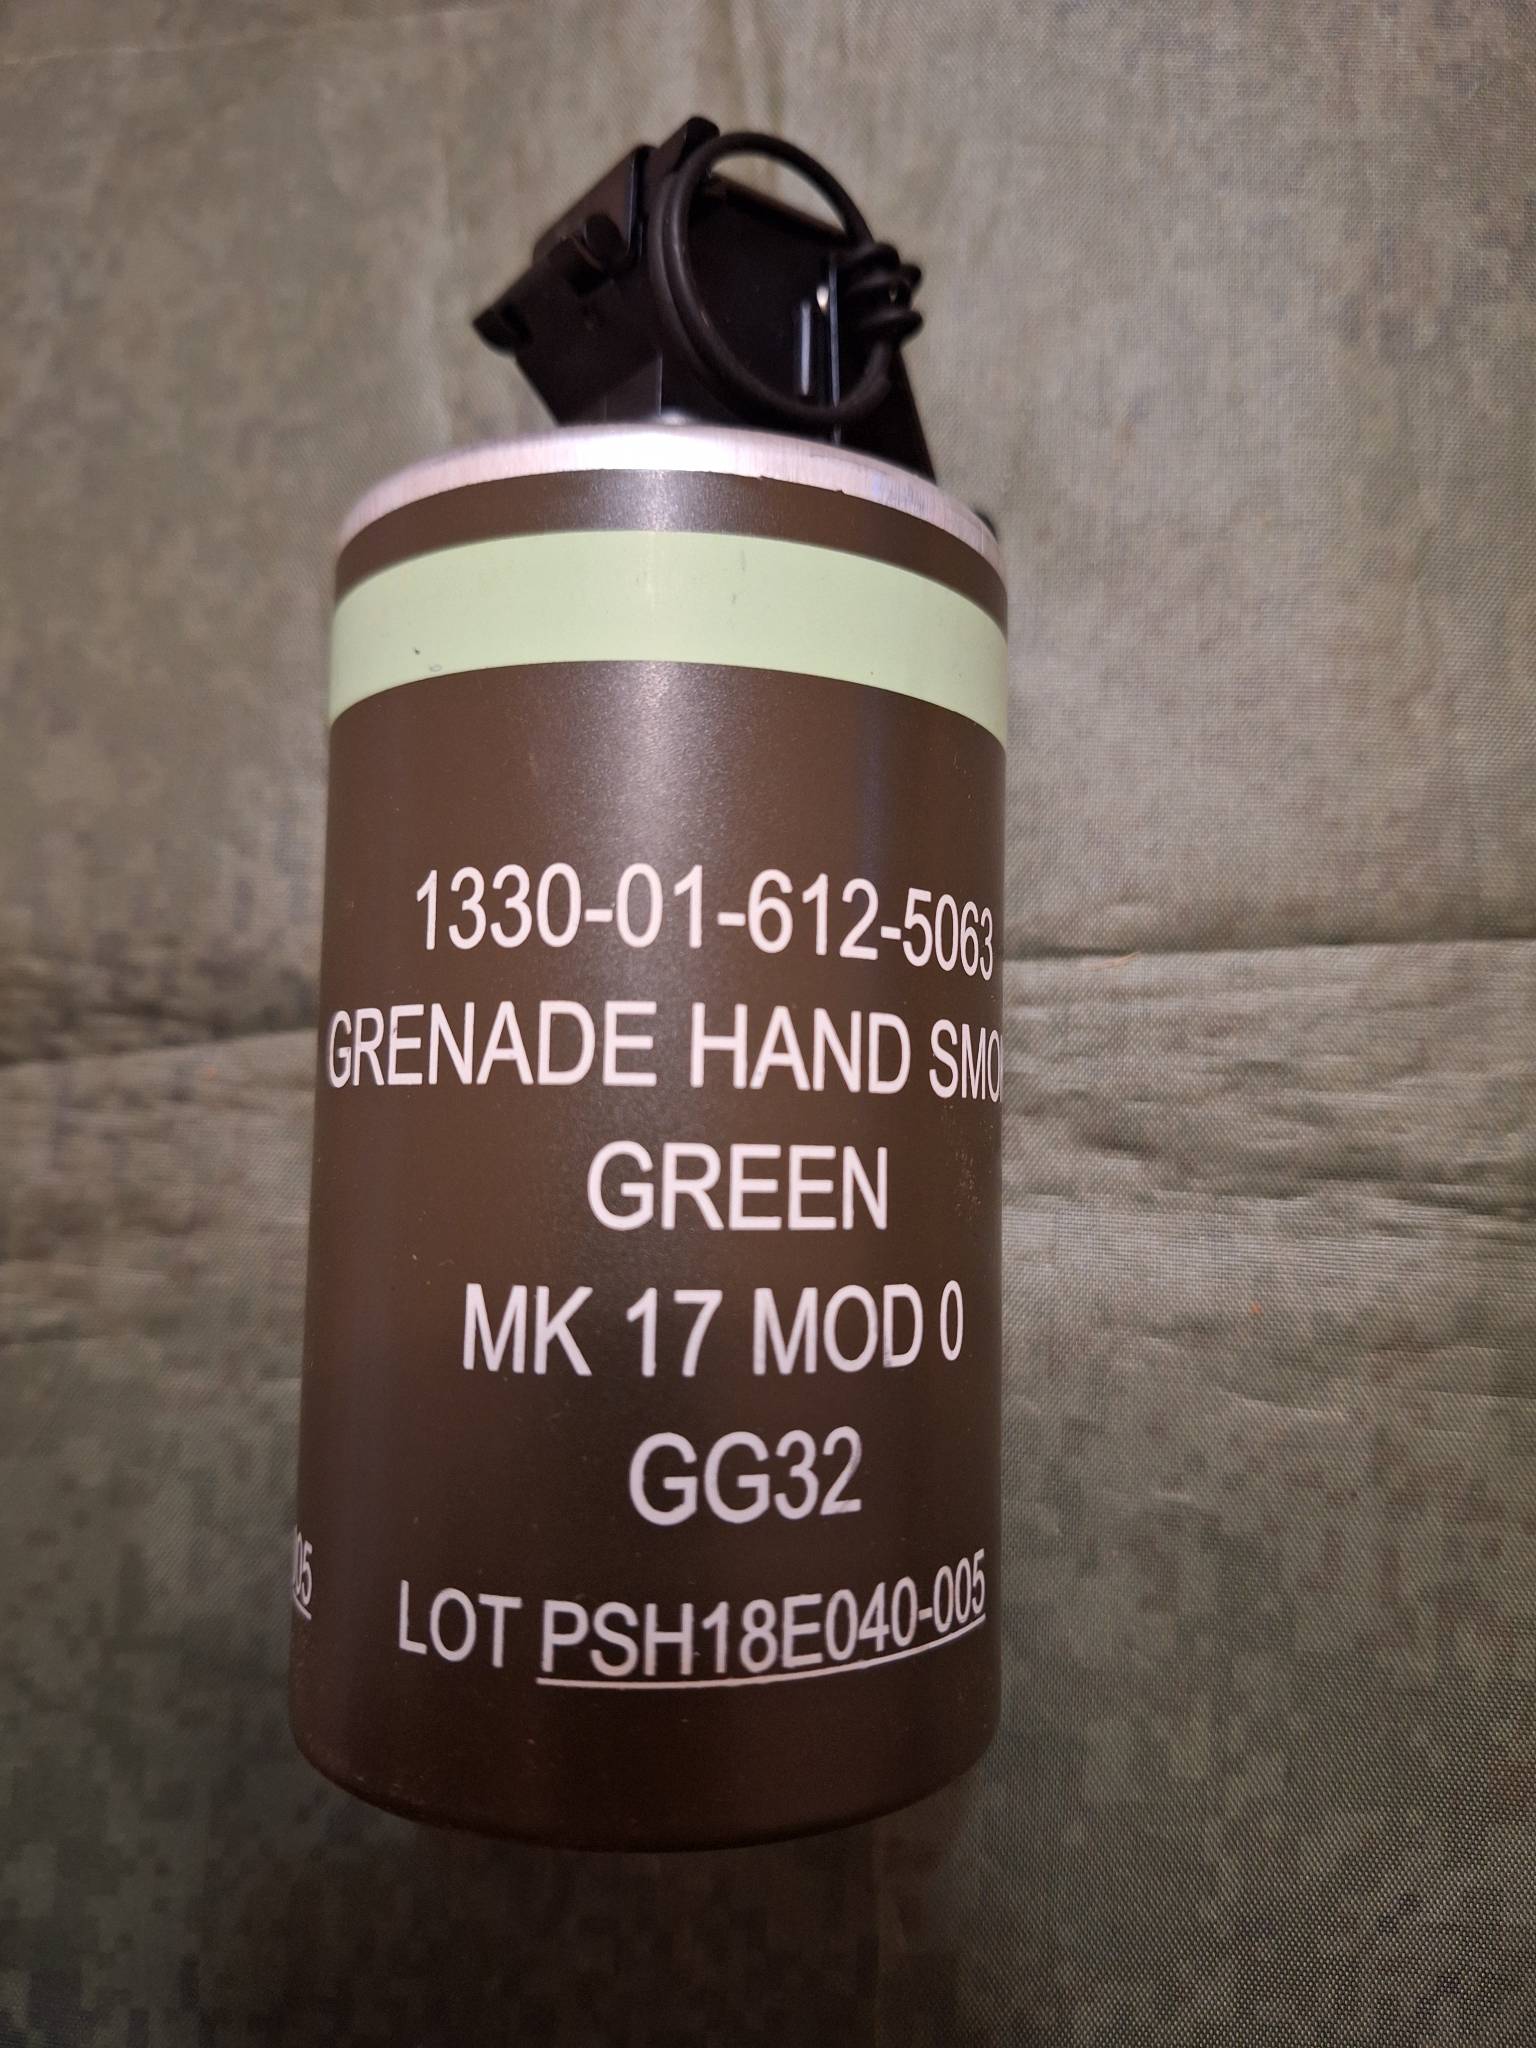 1330-01-612-5063
GRENADE HAND
GREEN
MK 17 MOD 0
GG32
LOT PSH18E040-005